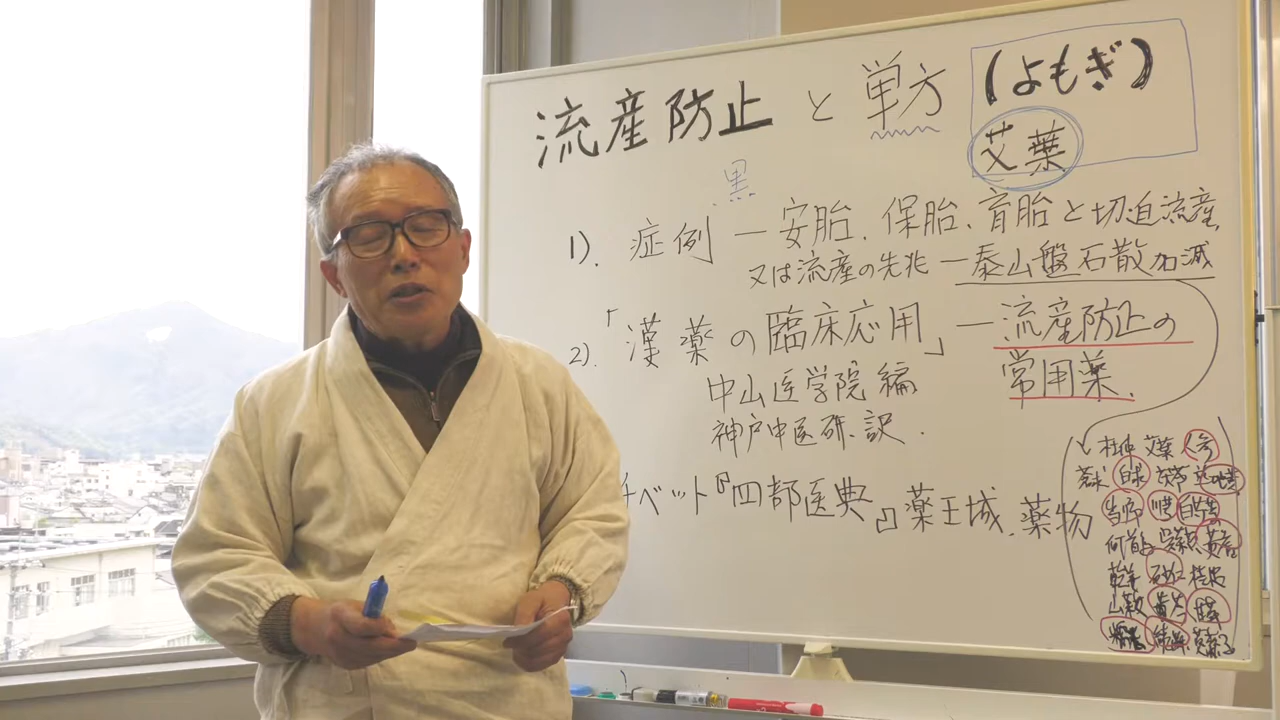 流産防止と単方(よもぎ)
艾葉
黒
1). 症例ー安胎、保胎、育胎と切迫流産、
又は流産の先兆ー泰山盤石散加減
2). 「漢薬の臨床応用」ー流産防止の
常用薬.
中山医学院編
神戸中医研.訳.
チベット『四部医典』薬王城.薬物
杜仲 艾葉 人参
白朮
当帰
何首烏
山薬